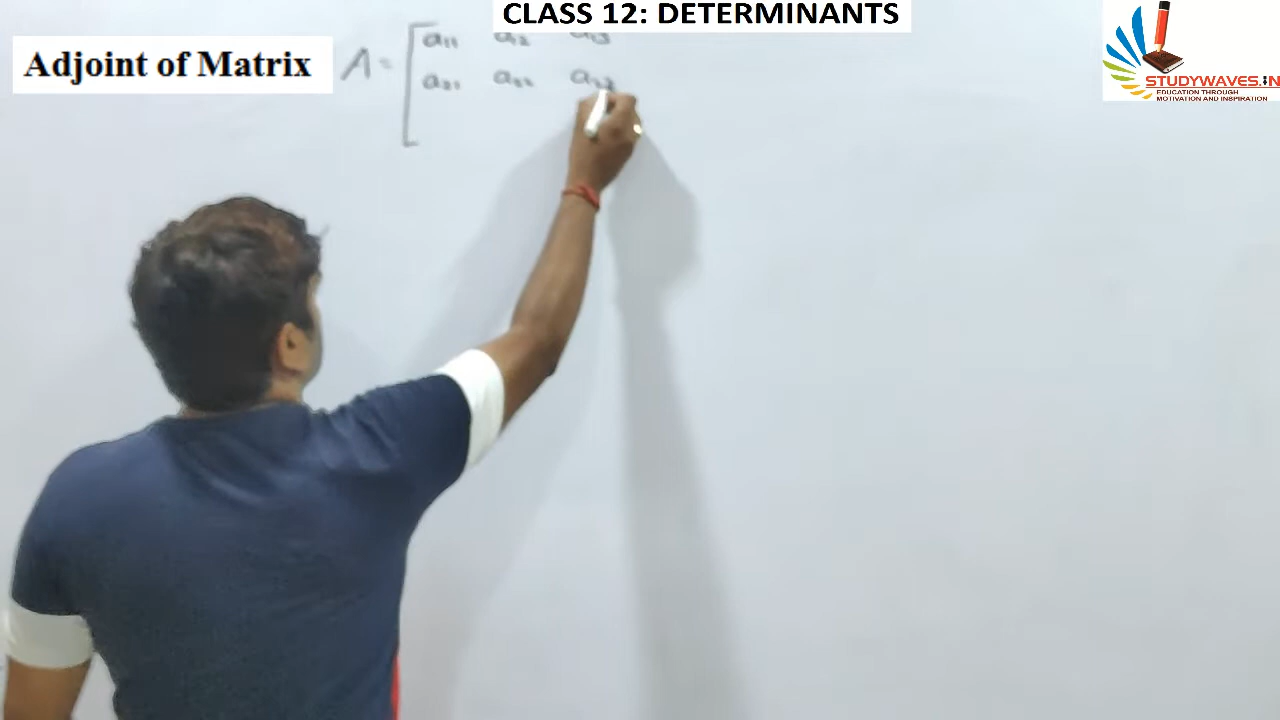 CLASS 12: DETERMINANTS
Adjoint of Matrix
A = [ a11 a12 a13
a21 a22 a23
STUDYWAVES.IN
EDUCATION THROUGH
MOTIVATION AND INSPIRATION